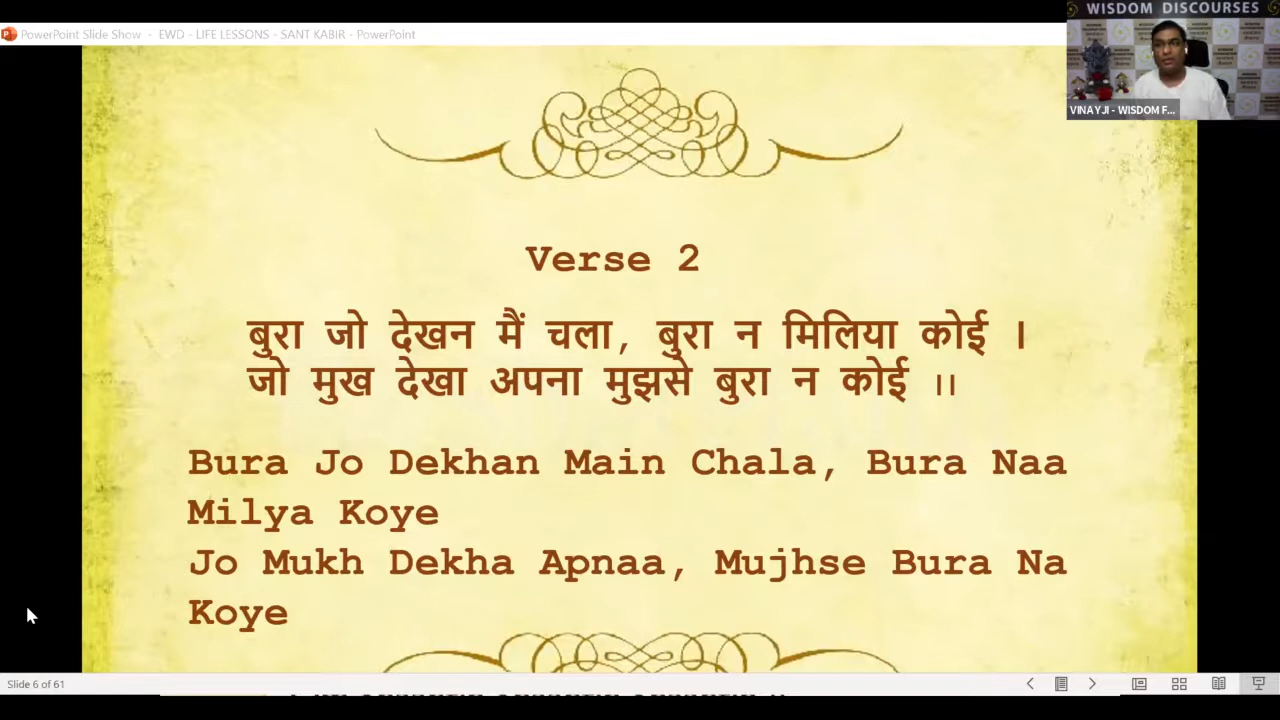 WISDOM DISCOURSES
PowerPoint Slide Show - EWD - LIFE LESSONS - SANT KABIR - PowerPoint
VINAYJI - WISDOM F...
Verse 2
बुरा जो देखन मैं चला, बुरा न मिलिया कोई ।
जो मुख देखा अपना मुझसे बुरा न कोई ।।
Bura Jo Dekhan Main Chala, Bura Naa
Milya Koye
Jo Mukh Dekha Apnaa, Mujhse Bura Na
Koye
Slide 6 of 61